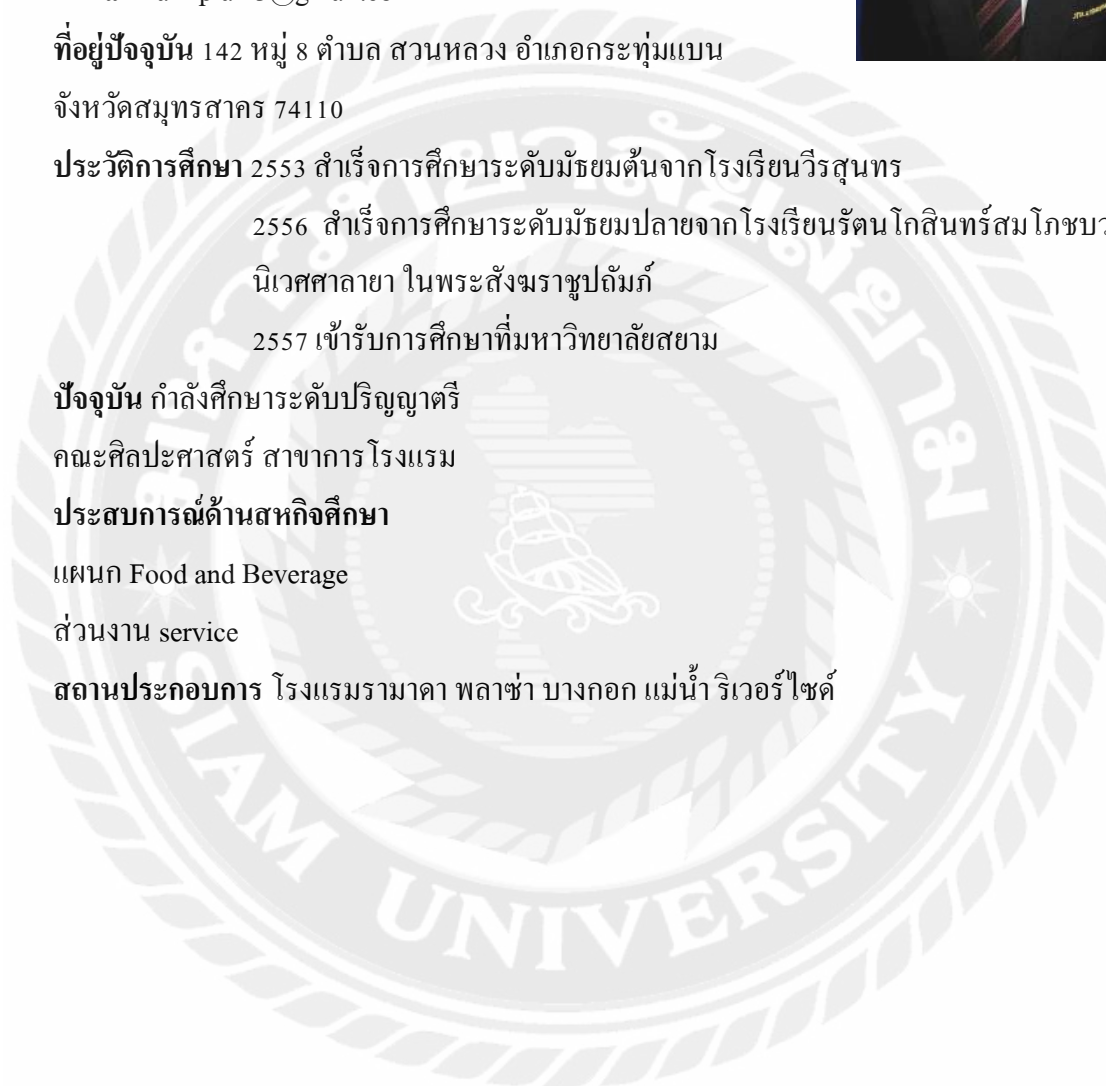 ที่อยู่ปัจจุบัน 142 หมู่ 8 ตำบล สวนหลวง อำเภอกระทุ่มแบน
จังหวัดสมุทรสาคร 74110
ประวัติการศึกษา 2553 สำเร็จการศึกษาระดับมัธยมต้นจากโรงเรียนวีรสุนทร
2556 สำเร็จการศึกษาระดับมัธยมปลายจากโรงเรียนรัตนโกสินทร์สมโภชบว
นิเวศศาลายา ในพระสังฆราชูปถัมภ์
2557 เข้ารับการศึกษาที่มหาวิทยาลัยสยาม
ปัจจุบัน กำลังศึกษาระดับปริญญาตรี
คณะศิลปะศาสตร์ สาขาการโรงแรม
ประสบการณ์ด้านสหกิจศึกษา
แผนก Food and Beverage
ส่วนงาน service
สถานประกอบการ โรงแรมรามาดา พลาซ่า บางกอก แม่น้ำ ริเวอร์ไซด์
มหาวิทยาลัยสยาม
SIAM UNIVERSITY